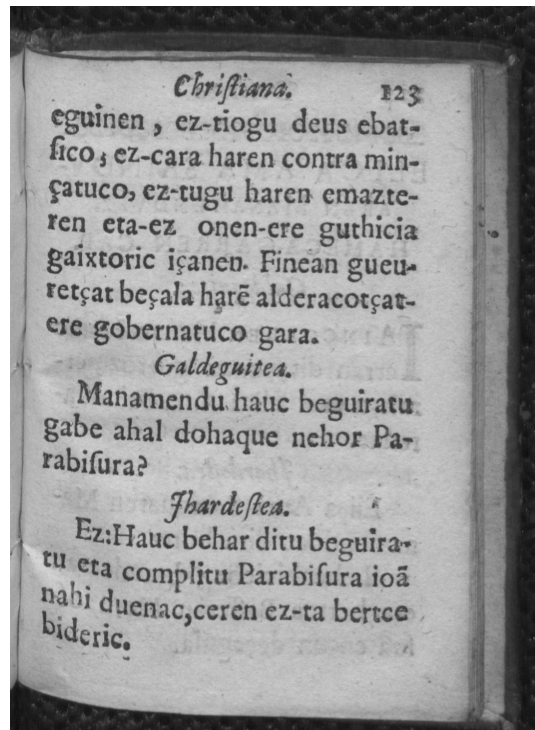 Chriſtiana. 123
eguinen, ez-tiogu deus ebat-
ſico; ez-cara haren contra min-
çatuco, ez-tugu haren emazte-
ren eta-ez onen-ere guthicia
gaixtoric içanen. Finean gueu-
retçat beçala harẽ alderacotçat-
ere gobernatuco gara.
Galdeguitea.
Manamendu hauc beguiratu
gabe ahal dohaque nehor Pa-
rabiſura?
Jhardeſtea.
Ez: Hauc behar ditu beguira-
tu eta complitu Parabiſura ioã
nahi duenac, ceren ez-ta bertce
bideric.